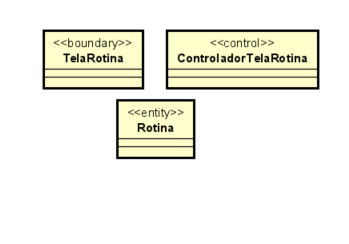 <<boundary>>
TelaRotina
<<control>>
ControladorTelaRotina
<<entity>>
Rotina